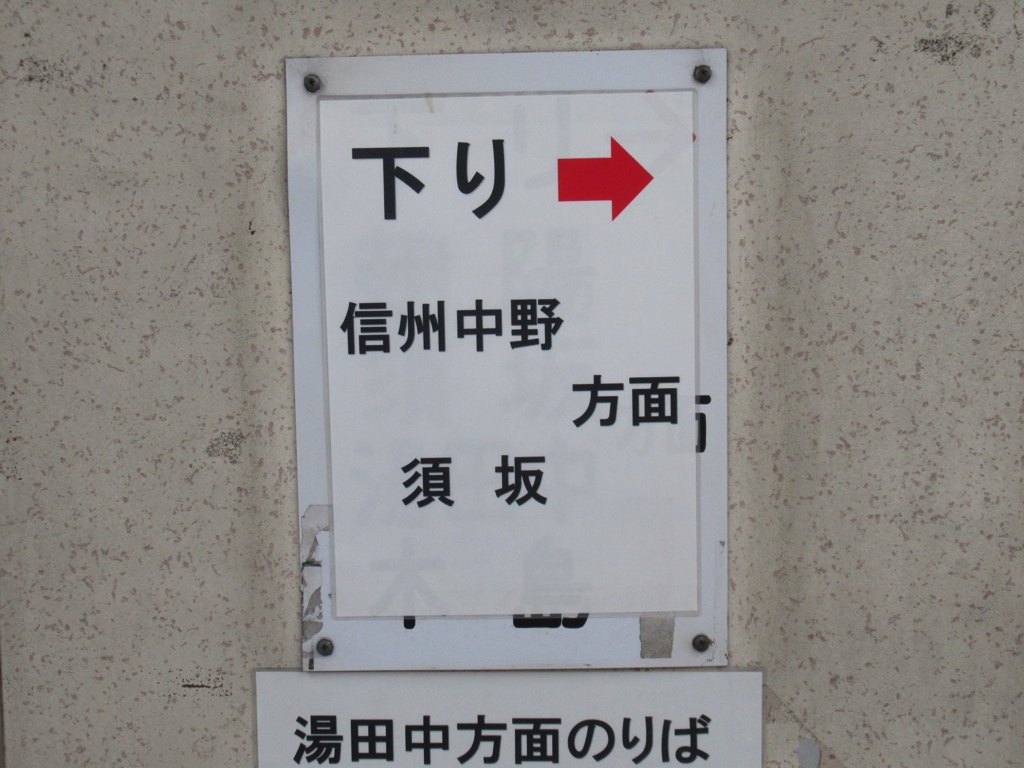 下り
信州中野
方面
須坂
湯田中方面のりば